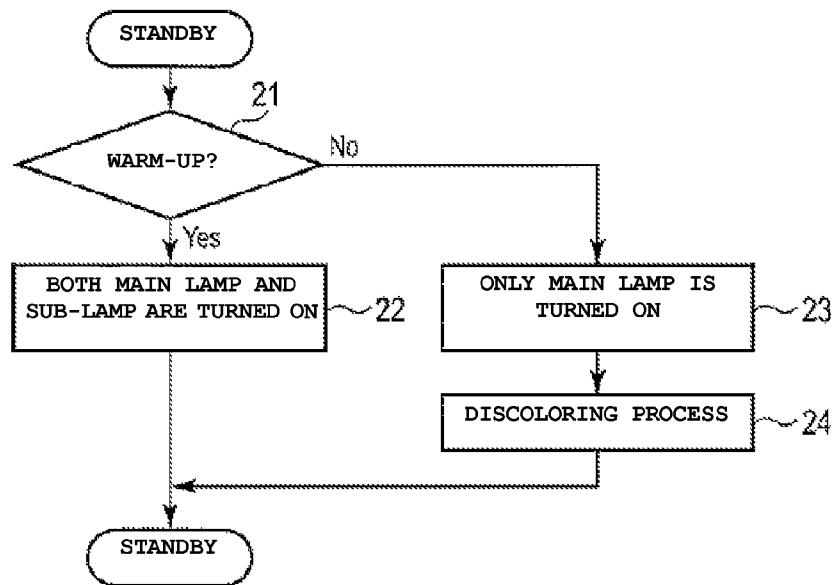 STANDBY
21
WARM-UP?
No
Yes
BOTH MAIN LAMP AND
SUB-LAMP ARE TURNED ON
22
ONLY MAIN LAMP IS
TURNED ON
23
DISCOLORING PROCESS
24
STANDBY